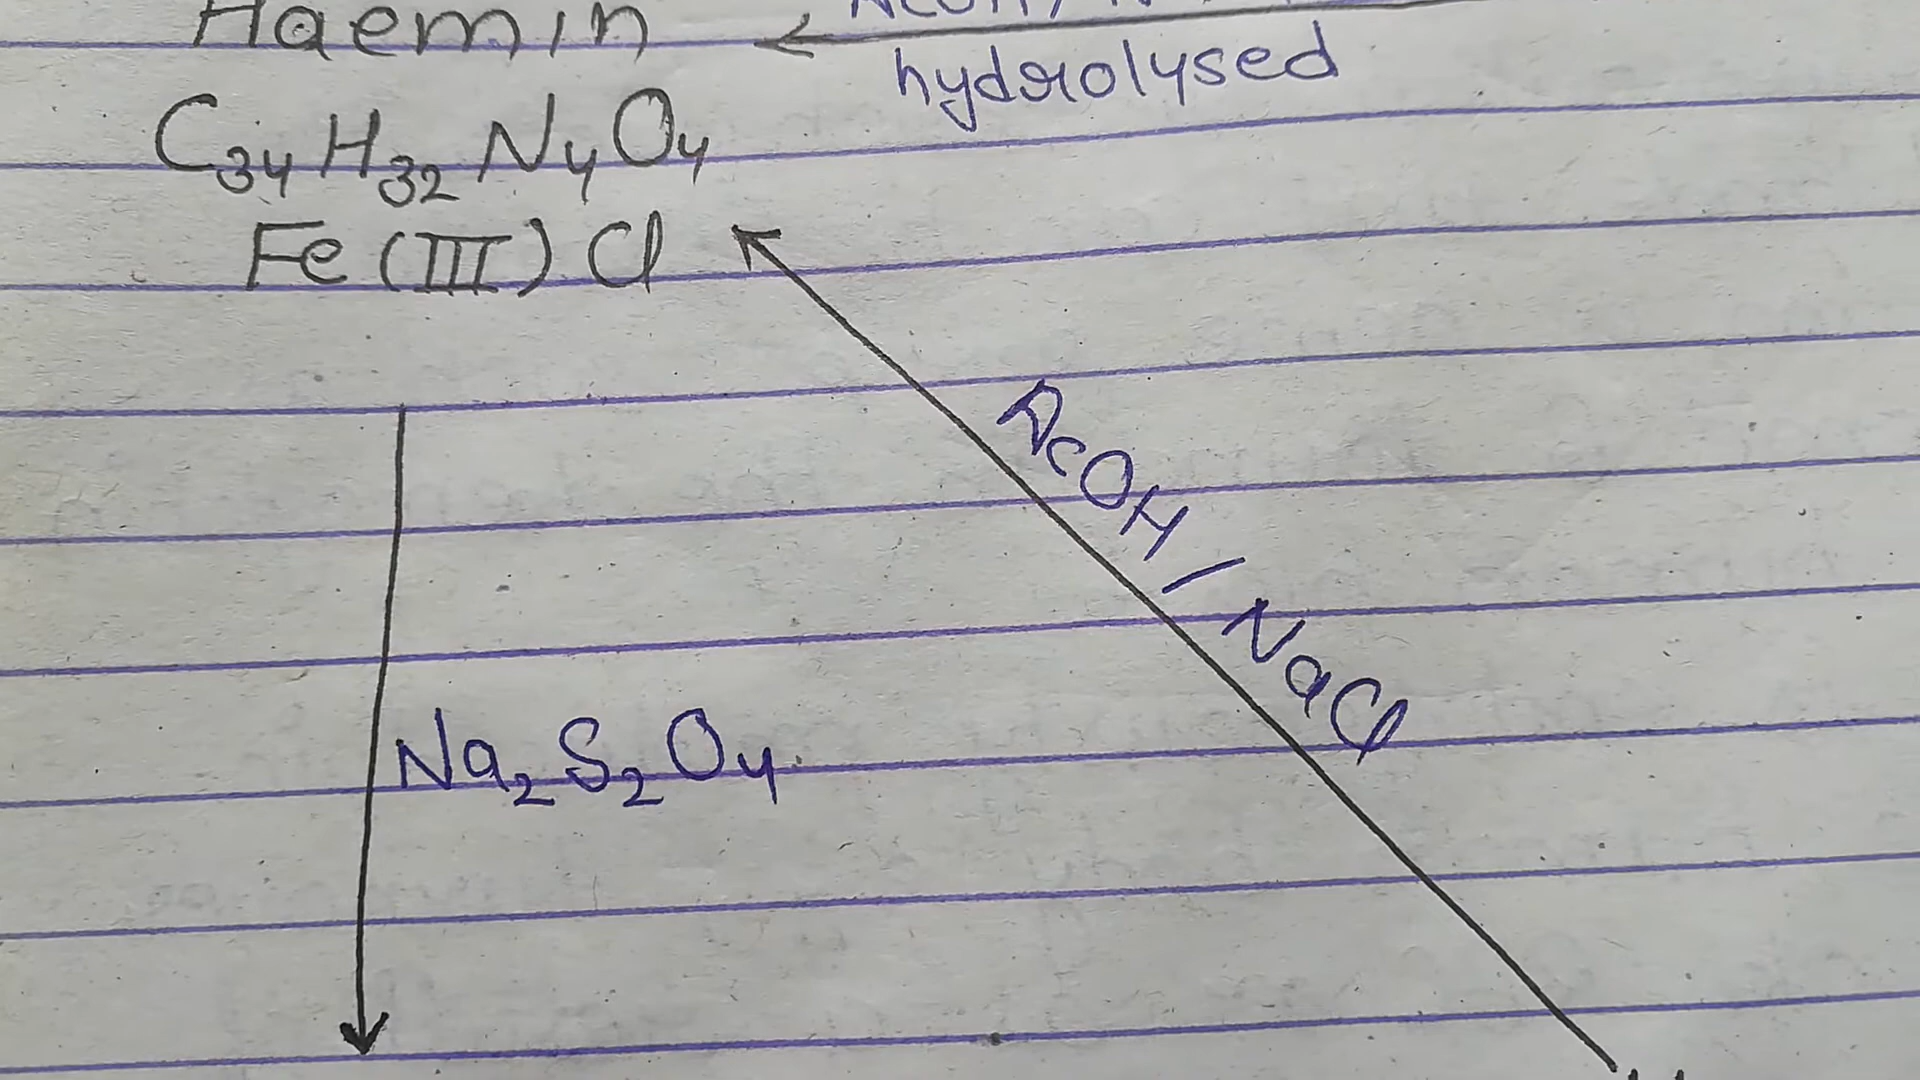 Haemin
hydrolysed
C₃₄H₃₂N₄O₄
Fe(III)Cl
AcOH/NaCl
Na₂S₂O₄